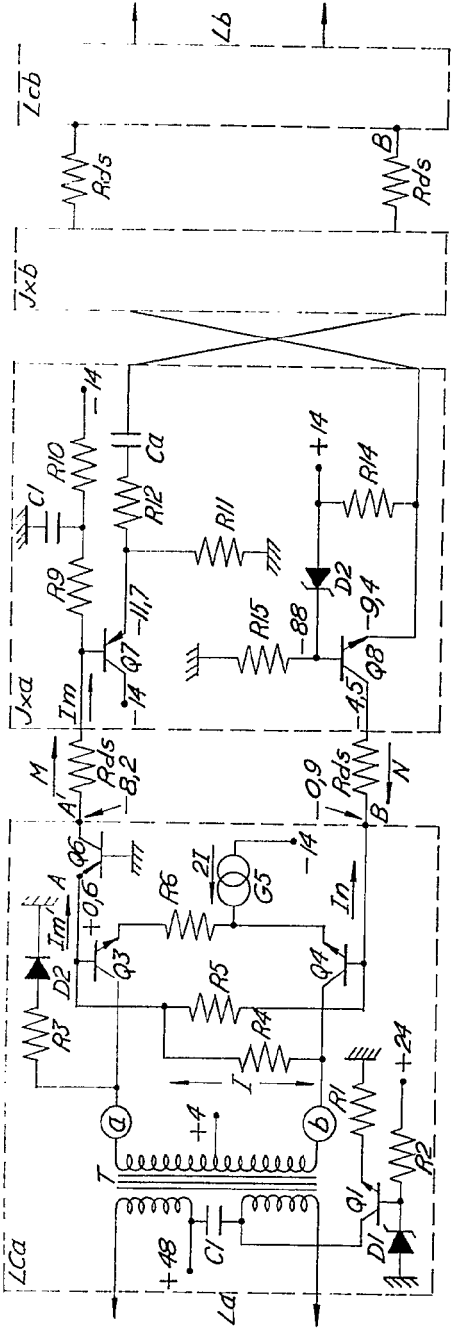 LCa
La
+48
C1
T
+4
a
b
I
R3
D2
Im'
A
+0,6
Q6
A'
-8,2
Q3
R6
2I
G5
-14
R5
R4
Q4
In
-0,9
B
R1
+24
R2
Q1
D1
M
Rds
Rds
N
Jxa
Im
R9
C1
R10
-14
Q7
-14
-11,7
R12
Ca
R11
R15
-88
D2
+14
R14
-9,4
Q8
-4,5
Jxb
Rds
Rds
B
Lcb
Lb